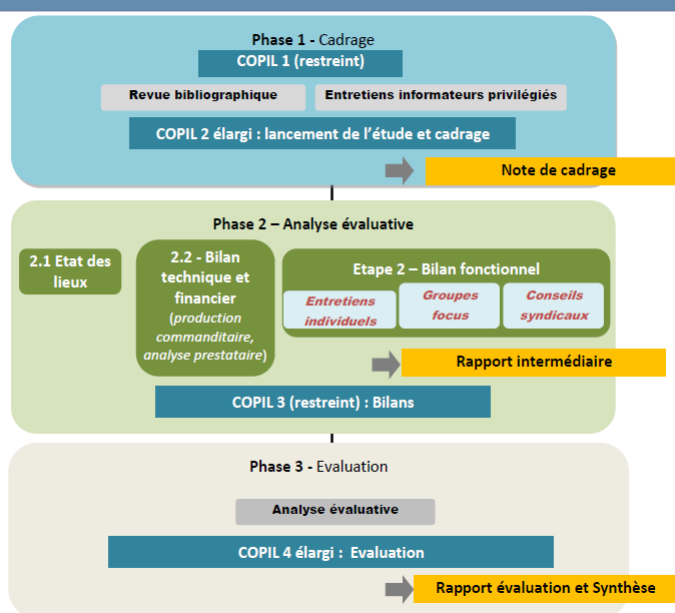 Phase 1 - Cadrage
COPIL 1 (restreint)
Revue bibliographique
Entretiens informateurs privilégiés
COPIL 2 élargi : lancement de l'étude et cadrage
Note de cadrage
Phase 2 – Analyse évaluative
2.1 Etat des
lieux
2.2 - Bilan
technique et
financier
(production
commanditaire,
analyse prestataire)
Etape 2 – Bilan fonctionnel
Entretiens
individuels
Groupes
focus
Conseils
syndicaux
Rapport intermédiaire
COPIL 3 (restreint) : Bilans
Phase 3 - Evaluation
Analyse évaluative
COPIL 4 élargi : Evaluation
Rapport évaluation et Synthèse